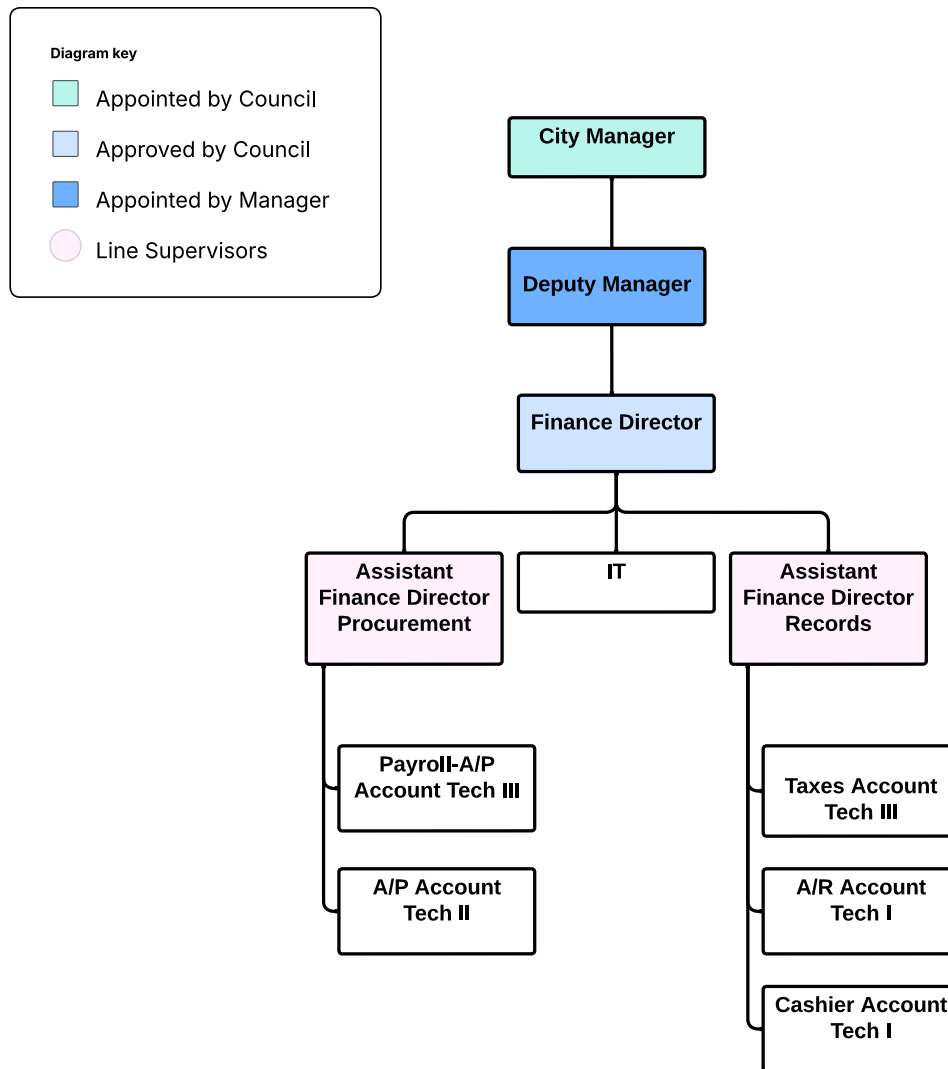 Diagram key
Appointed by Council
Approved by Council
Appointed by Manager
Line Supervisors
City Manager
Deputy Manager
Finance Director
Assistant
Finance Director
Procurement
IT
Assistant
Finance Director
Records
Payroll-A/P
Account Tech III
A/P Account
Tech II
Taxes Account
Tech III
A/R Account
Tech I
Cashier Account
Tech I